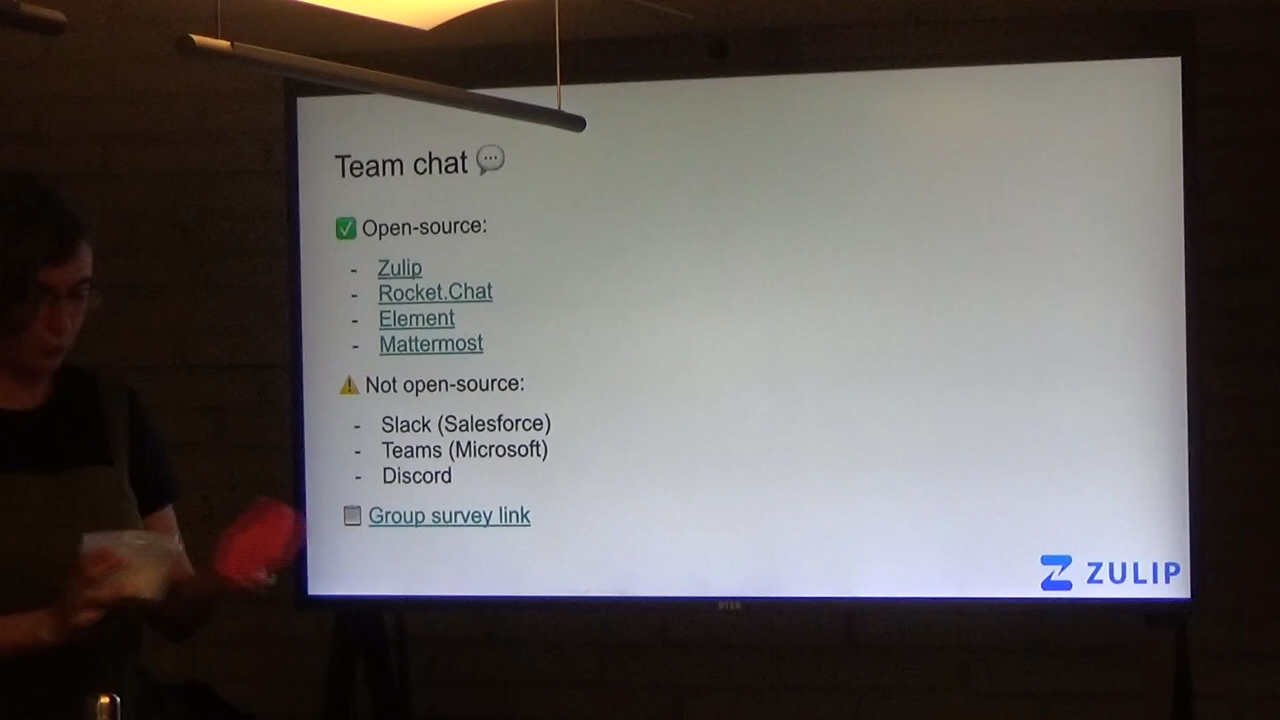 Team chat 💬
✅ Open-source:
- Zulip
- Rocket.Chat
- Element
- Mattermost
⚠️ Not open-source:
- Slack (Salesforce)
- Teams (Microsoft)
- Discord
📋 Group survey link
ZULIP